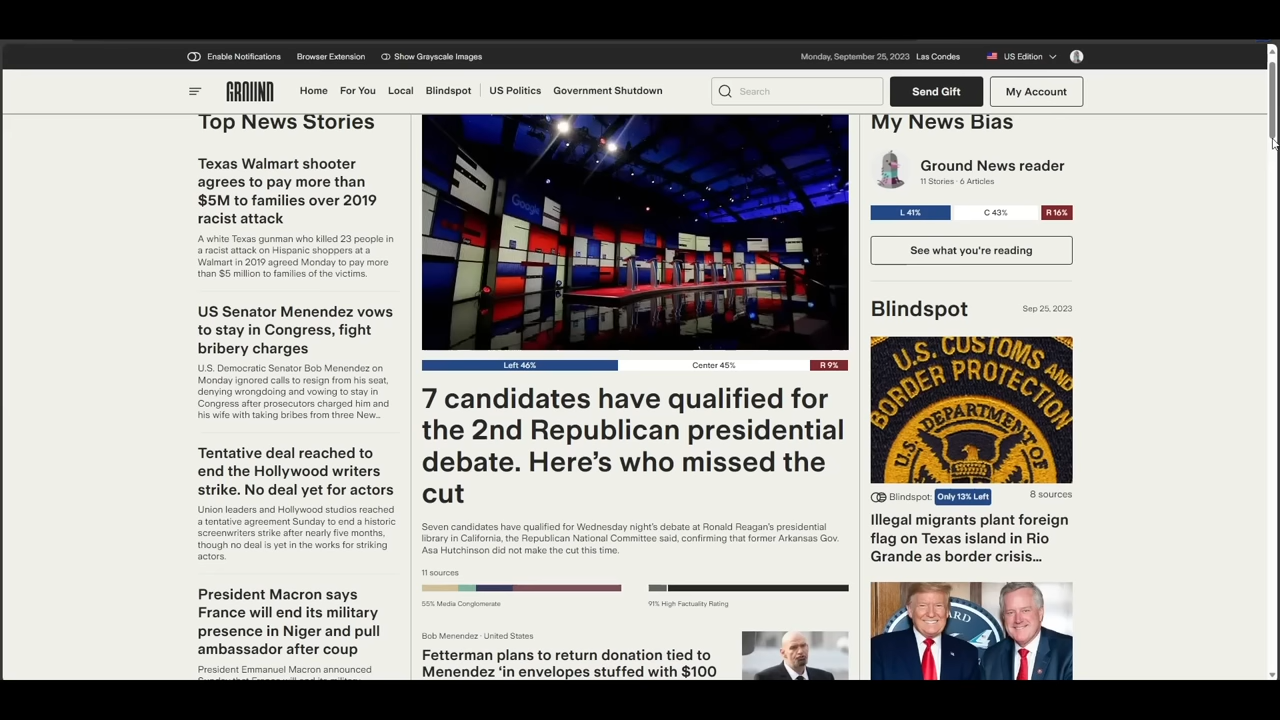 Enable Notifications
Browser Extension
Show Grayscale Images
Monday, September 25, 2023
Las Condes
US Edition
GROUND
Home
For You
Local
Blindspot
US Politics
Government Shutdown
Search
Send Gift
My Account
Top News Stories
Texas Walmart shooter
agrees to pay more than
$5M to families over 2019
racist attack
A white Texas gunman who killed 23 people in
a racist attack on Hispanic shoppers at a
Walmart in 2019 agreed Monday to pay more
than $5 million to families of the victims.
US Senator Menendez vows
to stay in Congress, fight
bribery charges
U.S. Democratic Senator Bob Menendez on
Monday ignored calls to resign from his seat,
denying wrongdoing and vowing to stay in
Congress after prosecutors charged him and
his wife with taking bribes from three New...
Tentative deal reached to
end the Hollywood writers
strike. No deal yet for actors
Union leaders and Hollywood studios reached
a tentative agreement Sunday to end a historic
screenwriters strike after nearly five months,
though no deal is yet in the works for striking
actors.
President Macron says
France will end its military
presence in Niger and pull
ambassador after coup
President Emmanuel Macron announced
Google
Left 46%
Center 45%
R 9%
7 candidates have qualified for
the 2nd Republican presidential
debate. Here's who missed the
cut
Seven candidates have qualified for Wednesday night's debate at Ronald Reagan's presidential
library in California, the Republican National Committee said, confirming that former Arkansas Gov.
Asa Hutchinson did not make the cut this time.
11 sources
55% Media Conglomerate
91% High Factuality Rating
Bob Menendez · United States
Fetterman plans to return donation tied to
Menendez 'in envelopes stuffed with $100
My News Bias
Ground News reader
11 Stories · 6 Articles
L 41%
C 43%
R 16%
See what you're reading
Blindspot
Sep 25, 2023
U.S. CUSTOMS AND
BORDER PROTECTION
DEPARTMENT OF
U.S.
Blindspot:
Only 13% Left
8 sources
Illegal migrants plant foreign
flag on Texas island in Rio
Grande as border crisis...